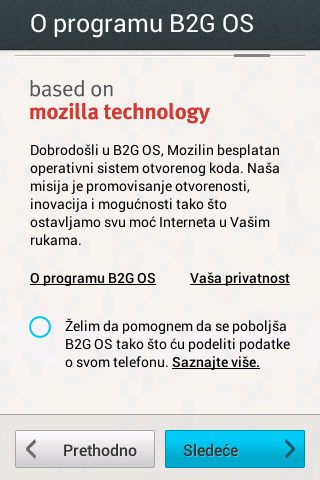 O programu B2G OS
based on
mozilla technology
Dobrodošli u B2G OS, Mozilin besplatan
operativni sistem otvorenog koda. Naša
misija je promovisanje otvorenosti,
inovacija i mogućnosti tako što
ostavljamo svu moć Interneta u Vašim
rukama.
O programu B2G OS Vaša privatnost
Želim da pomognem da se poboljša
B2G OS tako što ću podeliti podatke
o svom telefonu. Saznajte više.
Prethodno Sledeće